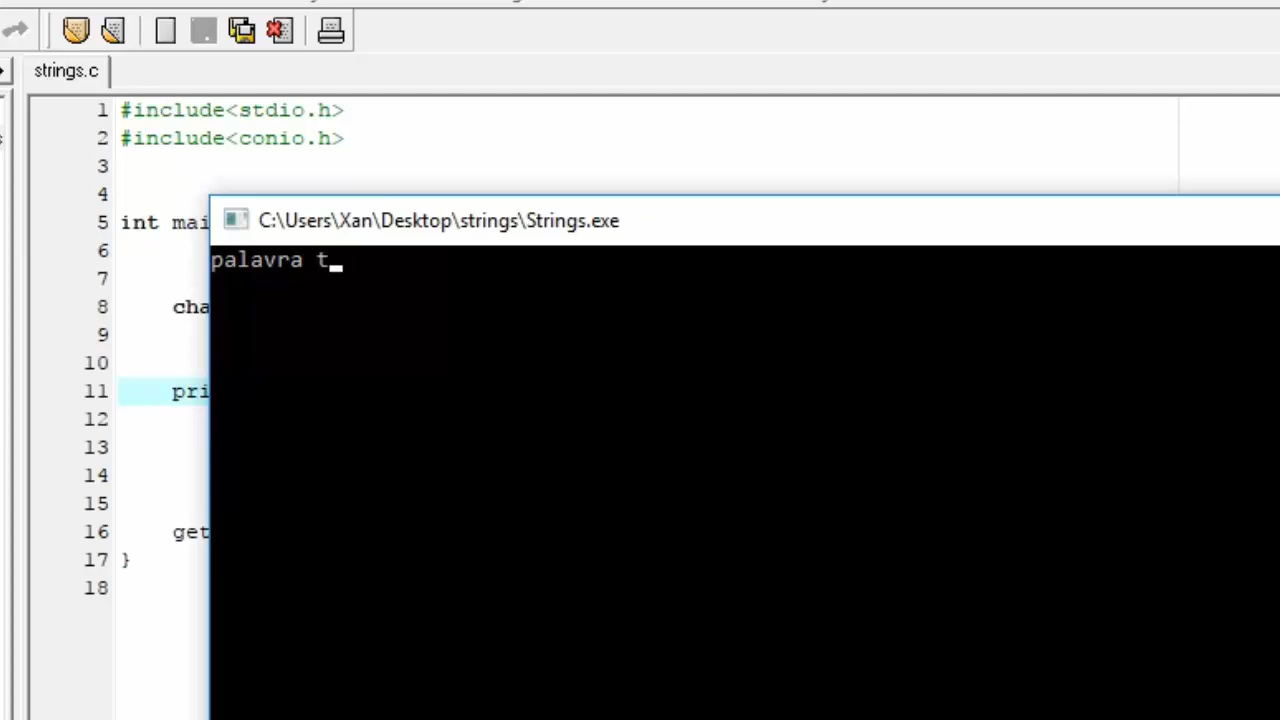 strings.c
1 #include<stdio.h>
2 #include<conio.h>
3
4
5 int mai
6
7
8 cha
9
10
11 pri
12
13
14
15
16 get
17 }
18
C:\Users\Xan\Desktop\strings\Strings.exe
palavra t